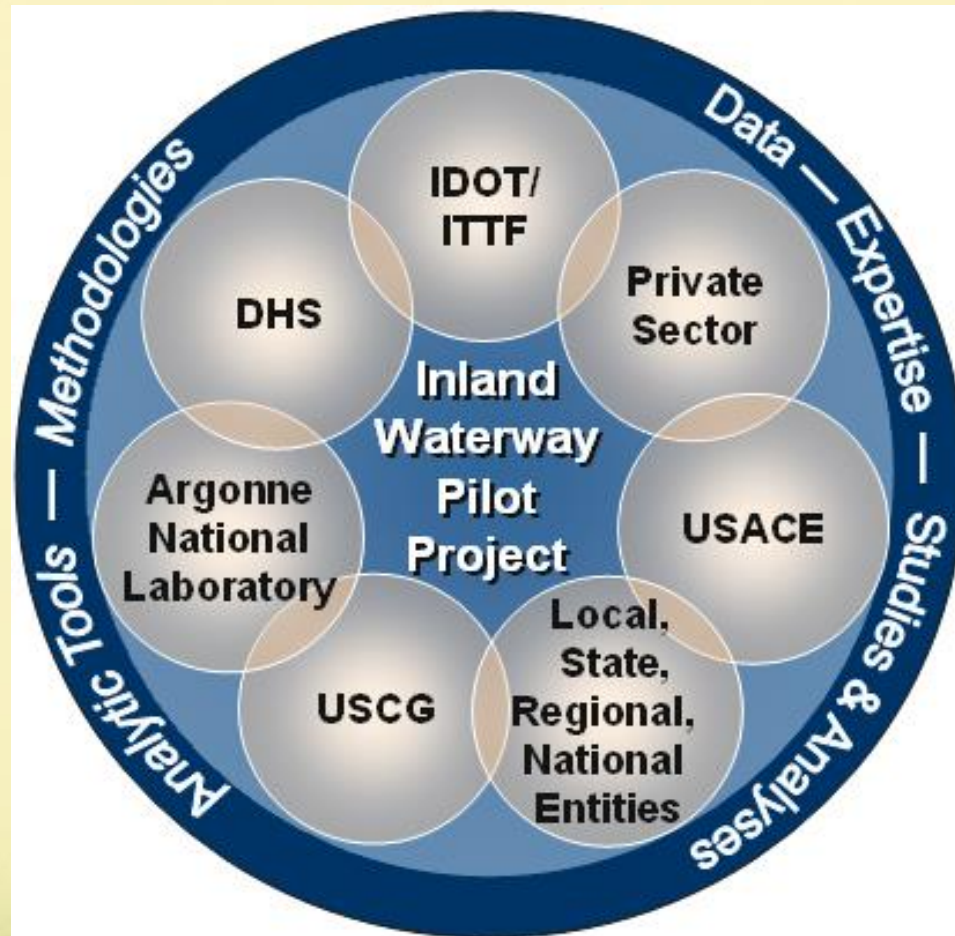 Data — Expertise — Studies & Analyses
Analytic Tools — Methodologies
IDOT/
ITTF
Private
Sector
USACE
Local,
State,
Regional,
National
Entities
USCG
Argonne
National
Laboratory
DHS
Inland
Waterway
Pilot
Project